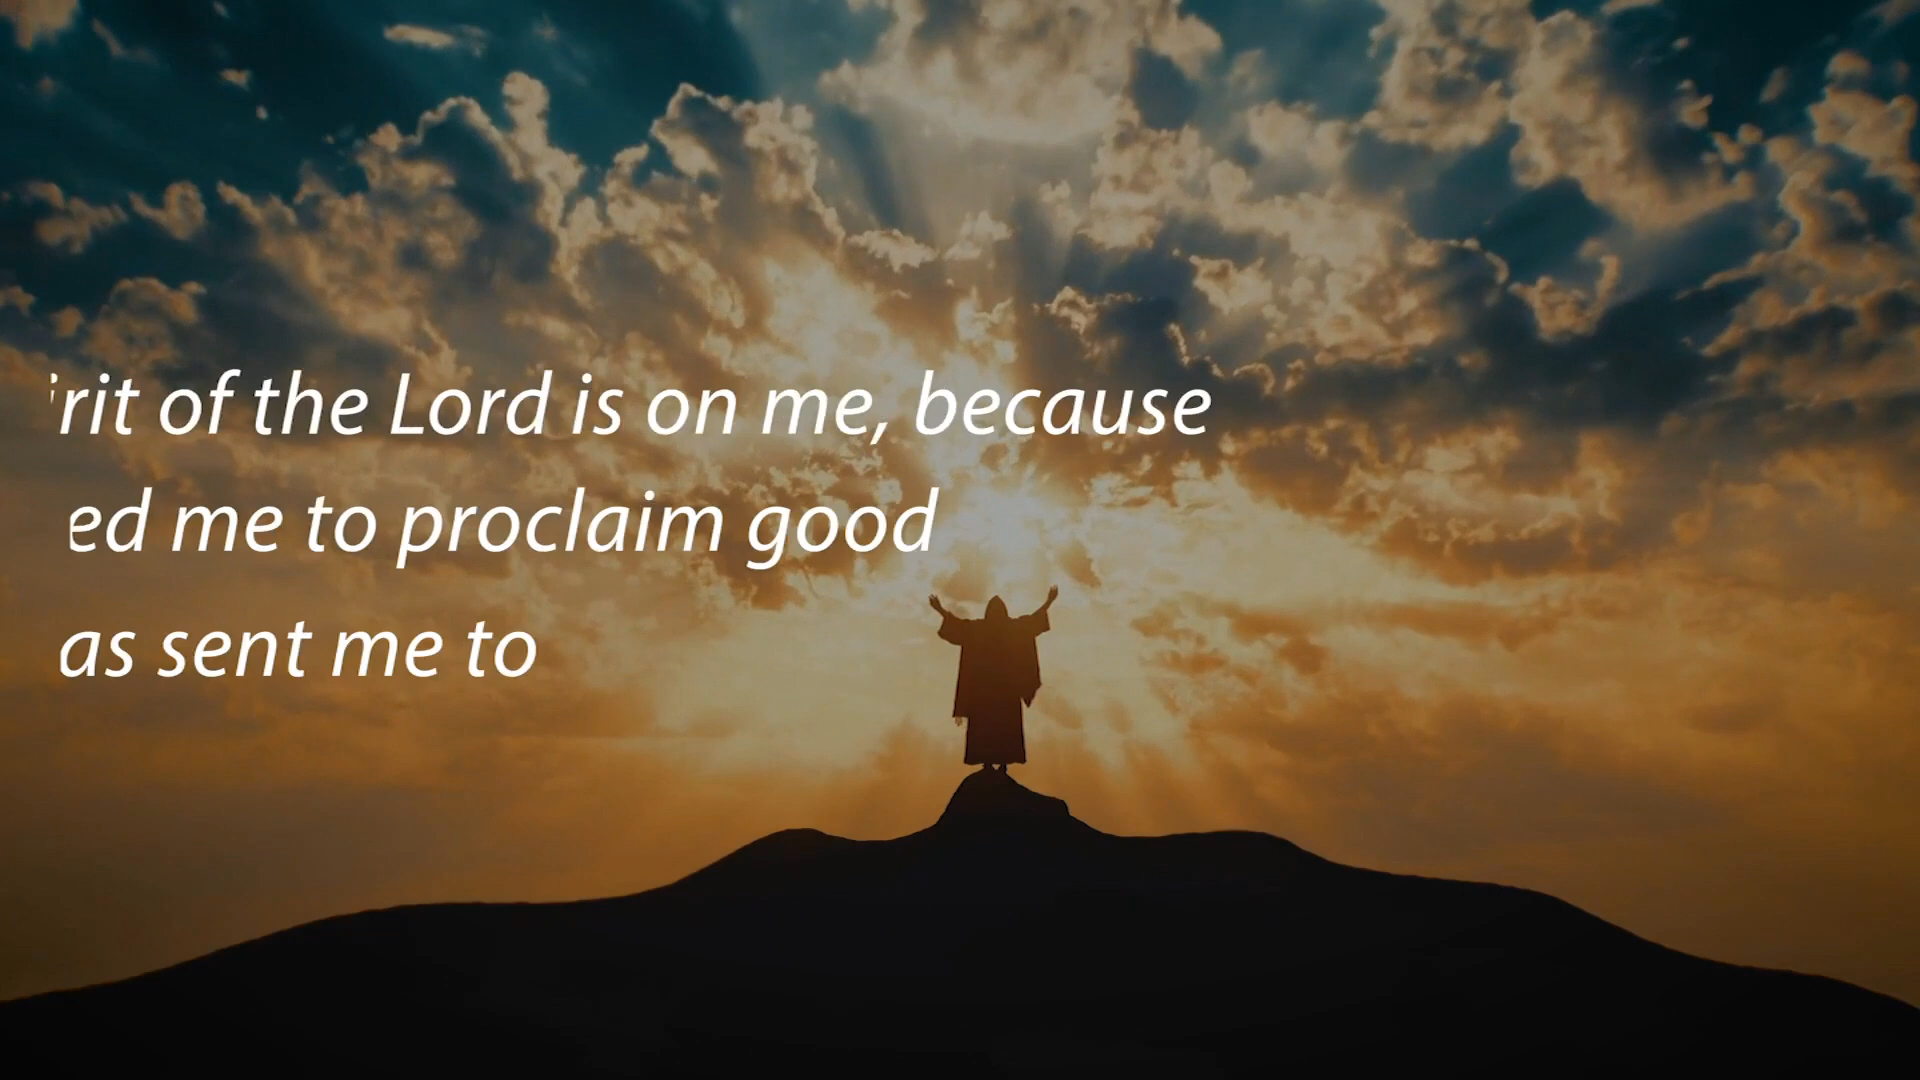 rit of the Lord is on me, because
ed me to proclaim good
as sent me to